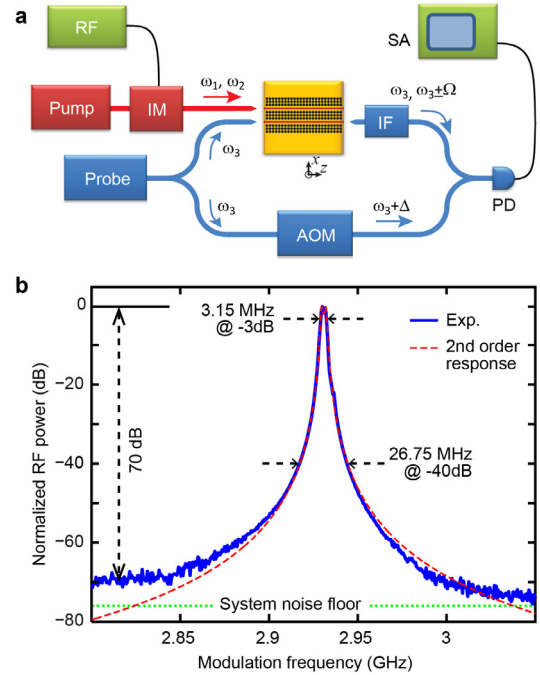 a
RF
SA
ω1, ω2
ω3, ω3±Ω
Pump
IM
IF
ω3
x
z
Probe
PD
ω3
ω3+Δ
AOM
b
0
3.15 MHz
@ -3dB
Exp.
2nd order
response
-20
70 dB
-40
26.75 MHz
@ -40dB
-60
System noise floor
-80
2.85
2.9
2.95
3
Normalized RF power (dB)
Modulation frequency (GHz)